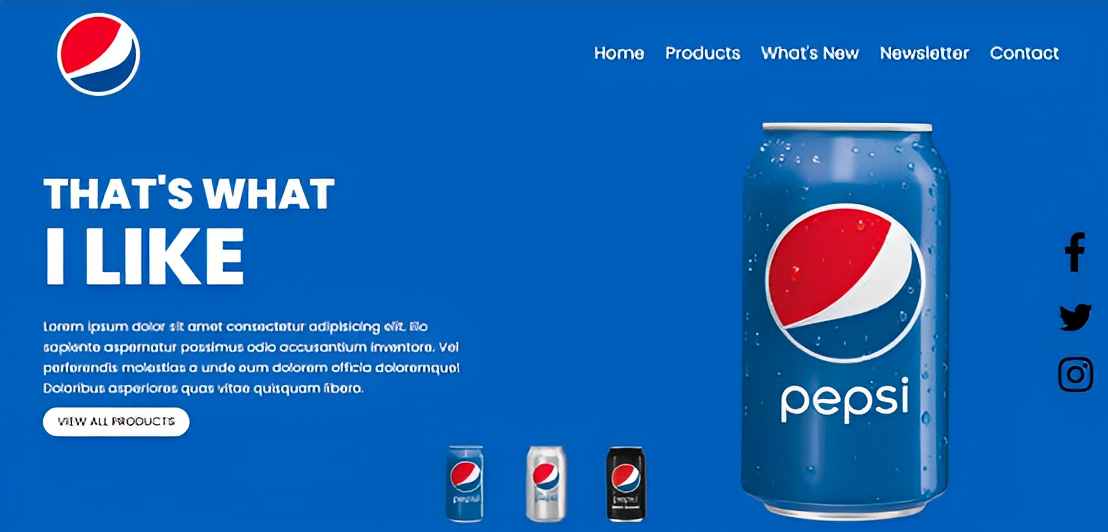 Home Products What's New Newsletter Contact
THAT'S WHAT
I LIKE
Lorem ipsum dolor sit amet consectetur adipisicing elit. Illo
sapiente aspernatur possimus odio accusantium inventore. Vel
perferendis molestias a unde eum dolorem officia doloremque!
Doloribus asperiores quas vitae quisquam libero.
VIEW ALL PRODUCTS
pepsi
pepsi
pepsi
pepsi